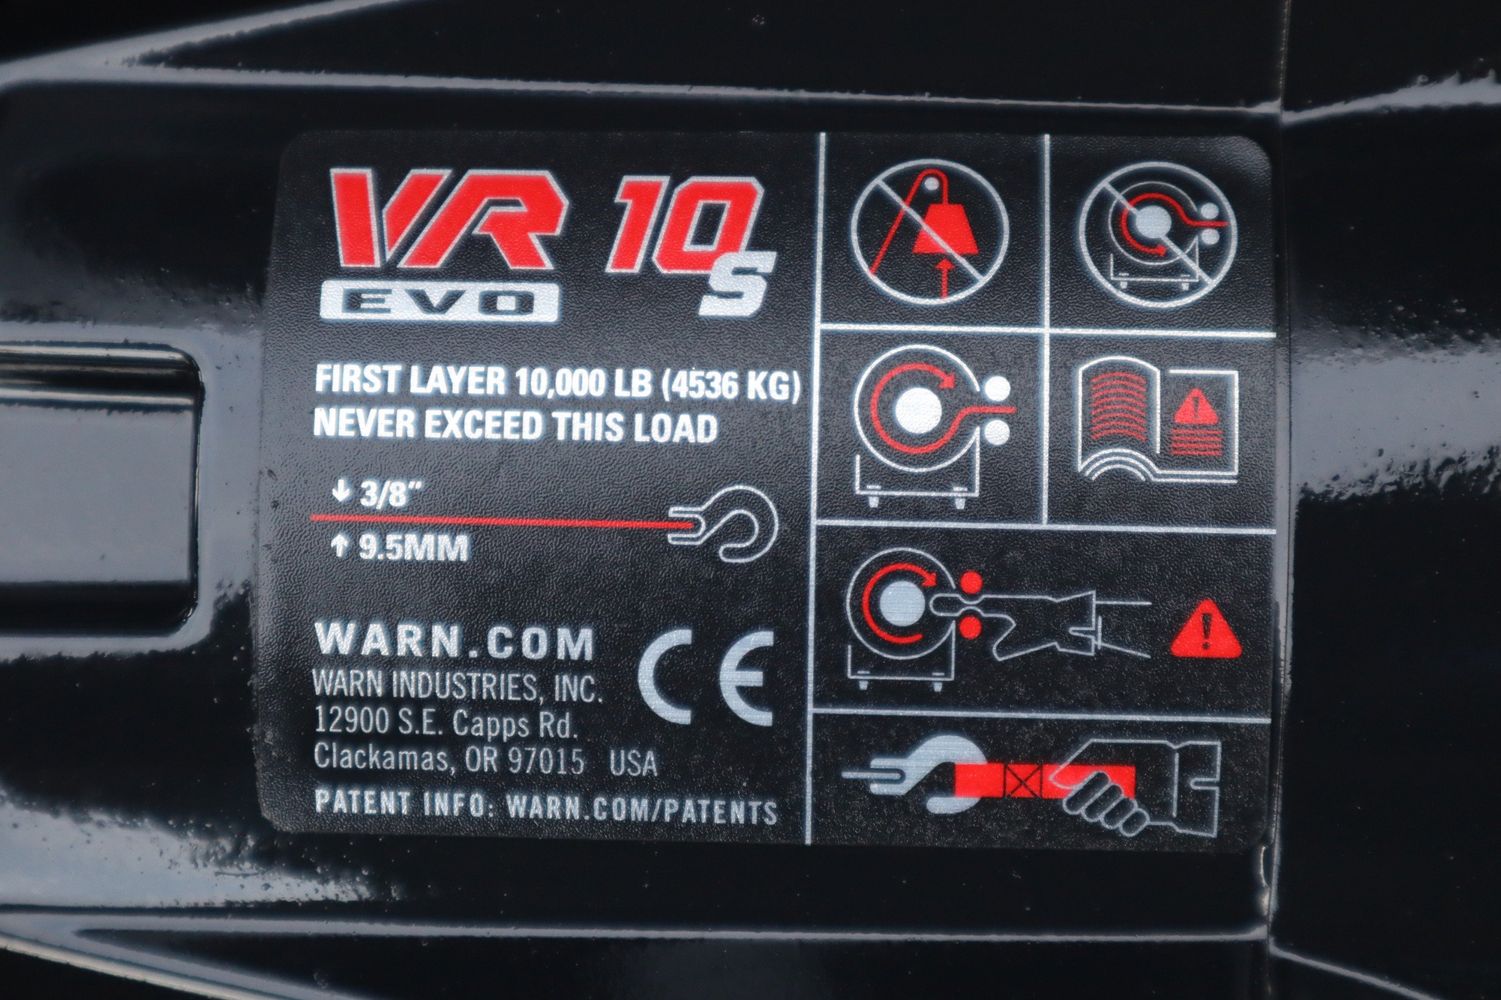 VR 10
S
EVO
FIRST LAYER 10,000 LB (4536 KG)
NEVER EXCEED THIS LOAD
↓ 3/8"
↑ 9.5MM
WARN.COM
WARN INDUSTRIES, INC.
12900 S.E. Capps Rd.
Clackamas, OR 97015 USA
PATENT INFO: WARN.COM/PATENTS
CE
!
!